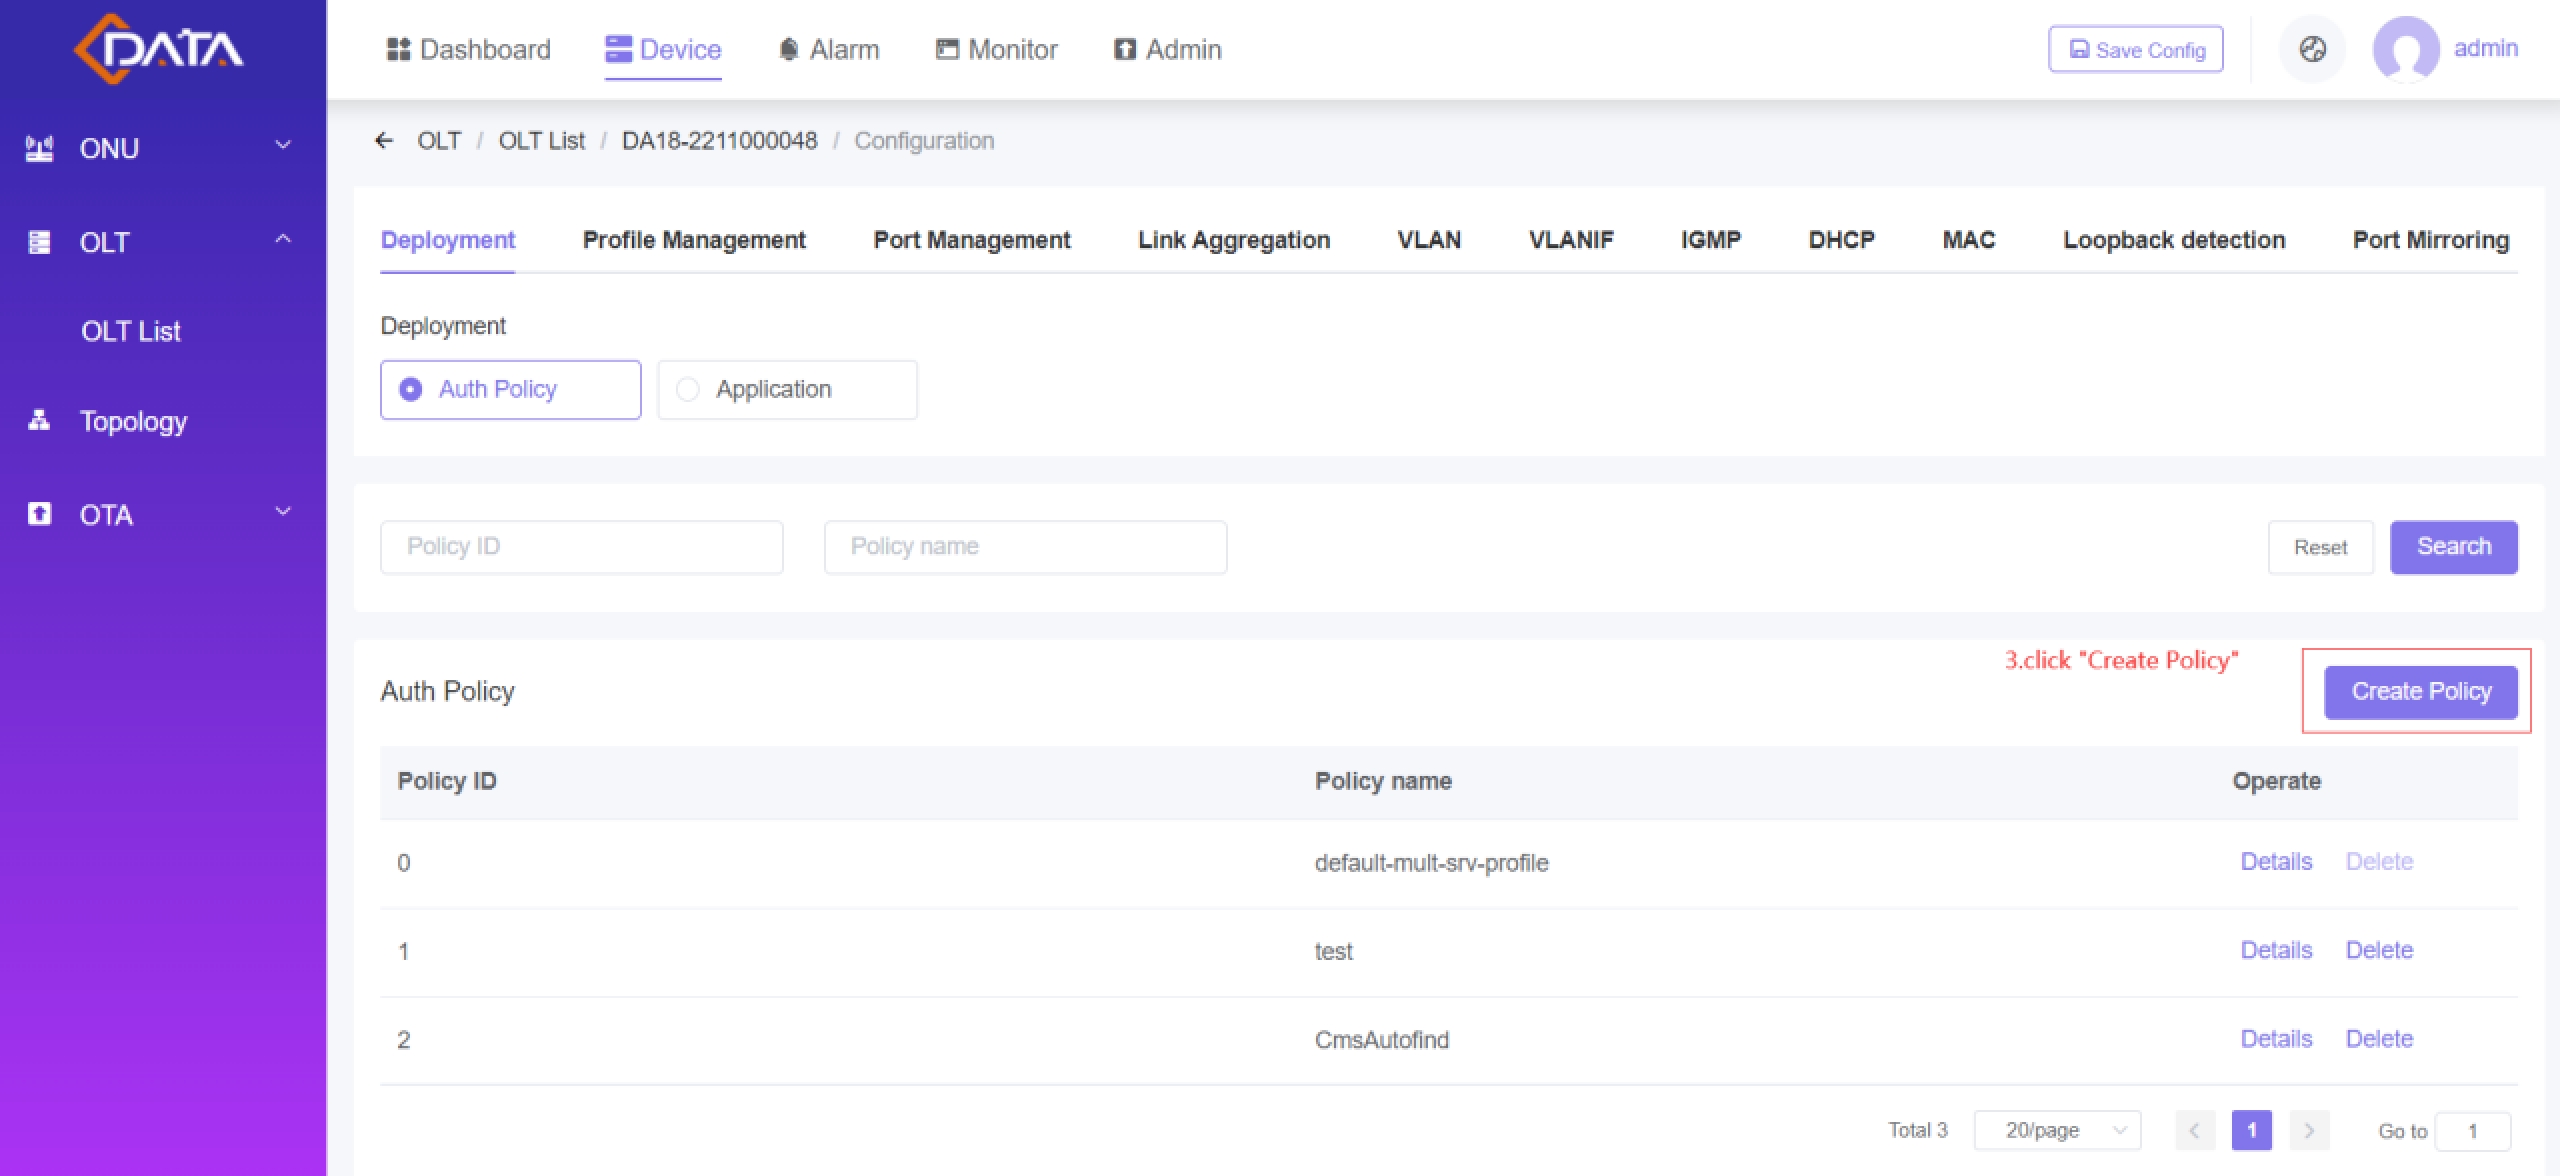 DATA
Dashboard Device Alarm Monitor Admin Save Config admin
ONU
OLT
OLT List
Topology
OTA
OLT / OLT List / DA18-2211000048 / Configuration
Deployment Profile Management Port Management Link Aggregation VLAN VLANIF IGMP DHCP MAC Loopback detection Port Mirroring
Deployment
Auth Policy Application
Policy ID Policy name Reset Search
3.click "Create Policy"
Auth Policy Create Policy
Policy ID Policy name Operate
0 default-mult-srv-profile Details Delete
1 test Details Delete
2 CmsAutofind Details Delete
Total 3 20/page 1 Go to 1